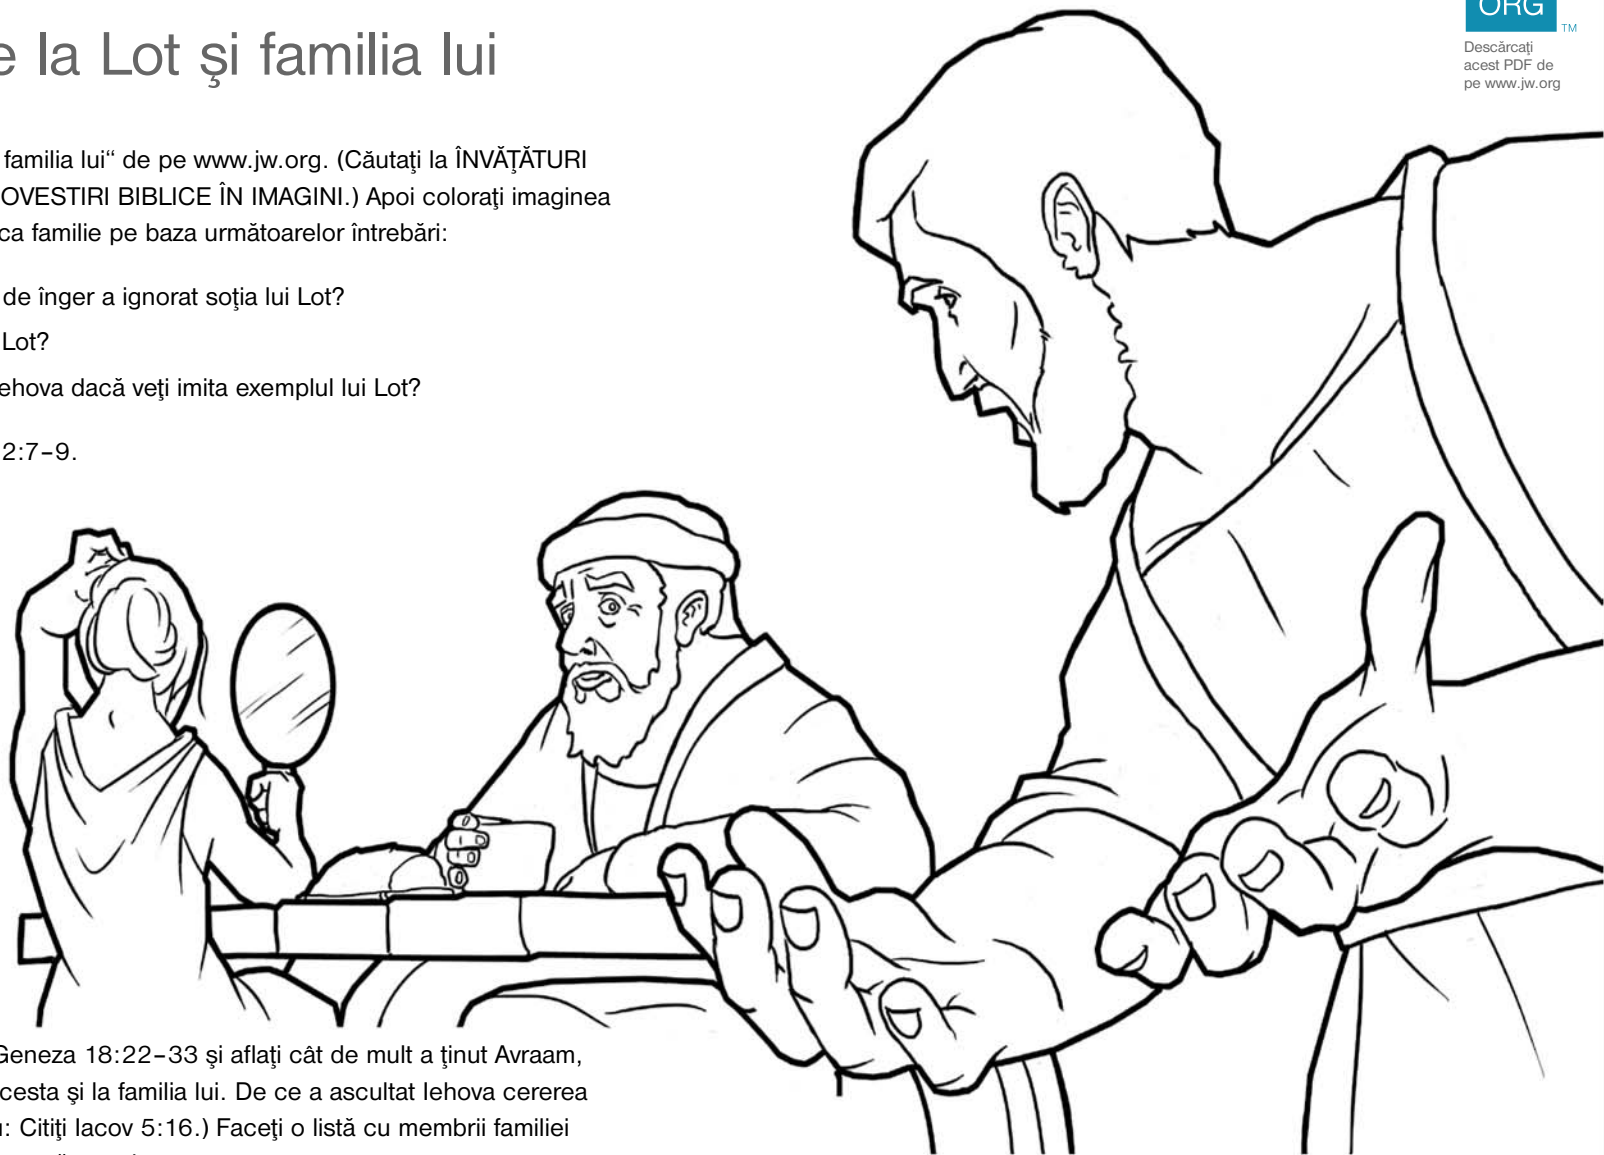 e la Lot şi familia lui
ORG
TM
Descărcaţi
acest PDF de
pe www.jw.org
familia lui“ de pe www.jw.org. (Căutaţi la ÎNVĂŢĂTURI
OVESTIRI BIBLICE ÎN IMAGINI.) Apoi coloraţi imaginea
ca familie pe baza următoarelor întrebări:
de înger a ignorat soţia lui Lot?
Lot?
ehova dacă veţi imita exemplul lui Lot?
2:7–9.
Geneza 18:22–33 şi aflaţi cât de mult a ţinut Avraam,
cesta şi la familia lui. De ce a ascultat Iehova cererea
u: Citiţi Iacov 5:16.) Faceţi o listă cu membrii familiei